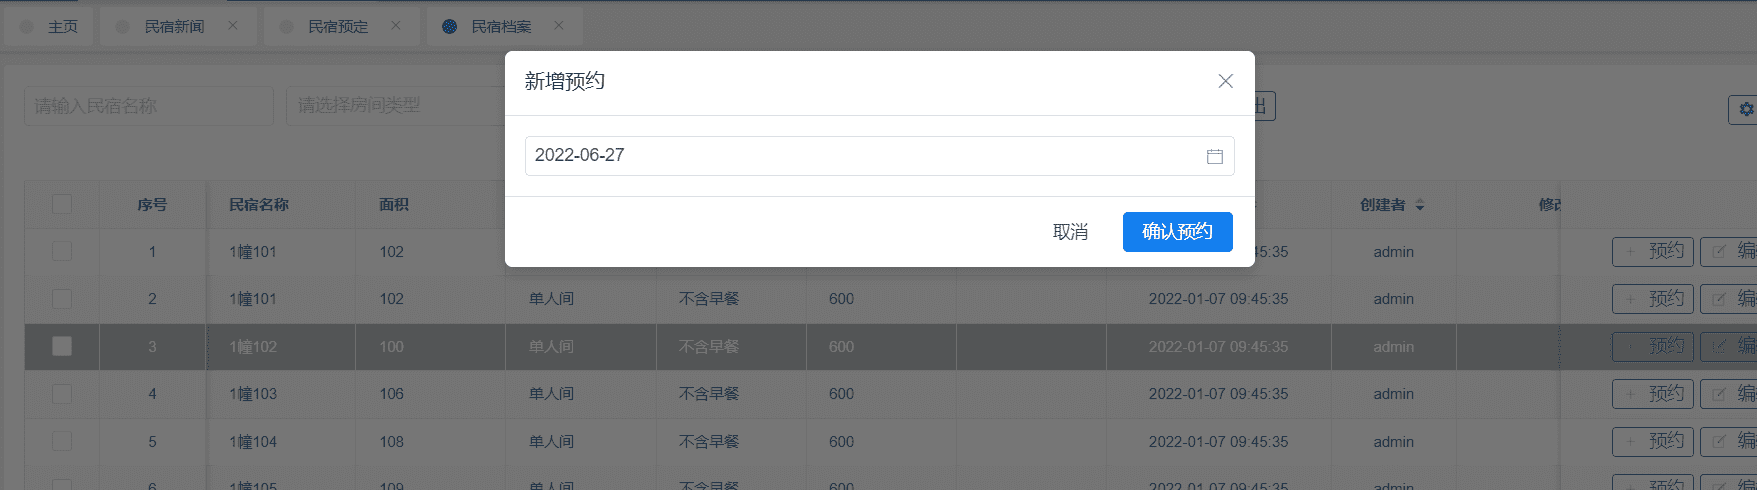 主页 民宿新闻 民宿预定 民宿档案
新增预约
请输入民宿名称 请选择房间类型 出
2022-06-27
序号 民宿名称 面积 创建者
取消 确认预约
1 1幢101 102 :45:35 admin 预约
2 1幢101 102 单人间 不含早餐 600 2022-01-07 09:45:35 admin 预约
3 1幢102 100 单人间 不含早餐 600 2022-01-07 09:45:35 admin 预约
4 1幢103 106 单人间 不含早餐 600 2022-01-07 09:45:35 admin 预约
5 1幢104 108 单人间 不含早餐 600 2022-01-07 09:45:35 admin 预约
6 1幢105 109 单人间 不含早餐 600 2022-01-07 09:45:35 admin 预约